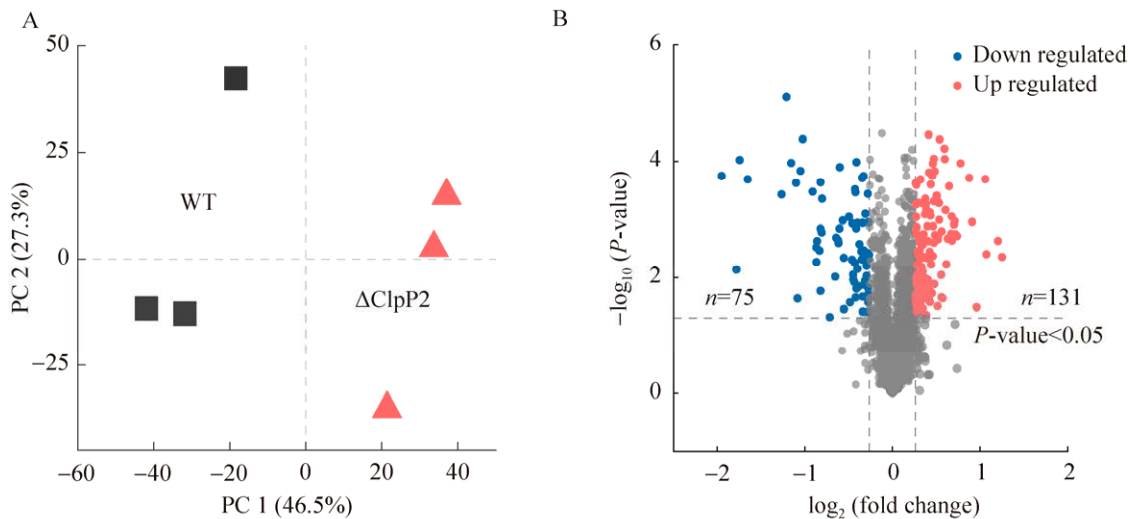 A
50
25
0
−25
−60
−40
−20
0
20
40
PC 2 (27.3%)
PC 1 (46.5%)
WT
ΔClpP2
B
6
4
2
0
−2
−1
0
1
2
−log₁₀ (P-value)
log₂ (fold change)
Down regulated
Up regulated
n=75
n=131
P-value<0.05